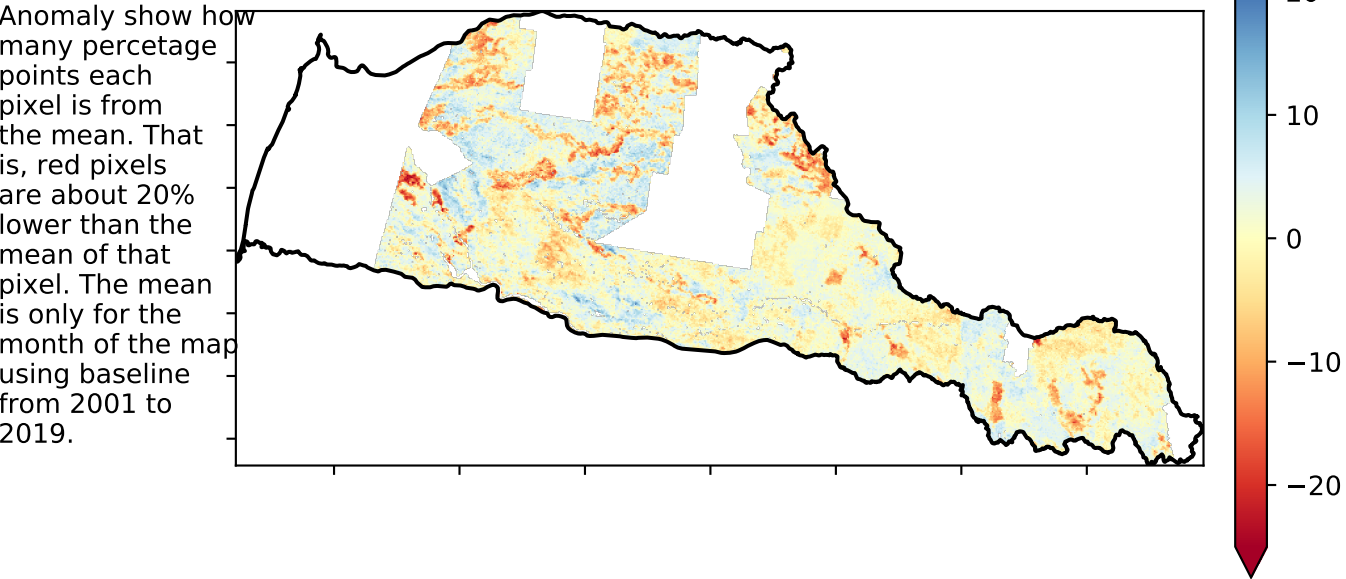 Anomaly show how
many percetage
points each
pixel is from
the mean. That
is, red pixels
are about 20%
lower than the
mean of that
pixel. The mean
is only for the
month of the map
using baseline
from 2001 to
2019.
10
0
−10
−20